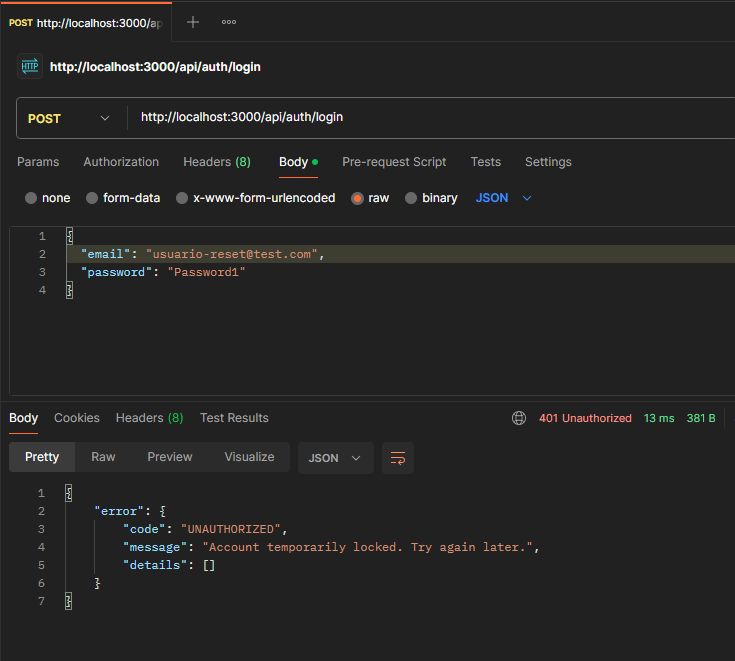 POST http://localhost:3000/ap
HTTP http://localhost:3000/api/auth/login
POST http://localhost:3000/api/auth/login
Params Authorization Headers (8) Body Pre-request Script Tests Settings
none form-data x-www-form-urlencoded raw binary JSON
1 {
2 "email": "usuario-reset@test.com",
3 "password": "Password1"
4 }
Body Cookies Headers (8) Test Results 401 Unauthorized 13 ms 381 B
Pretty Raw Preview Visualize JSON
1 {
2 "error": {
3 "code": "UNAUTHORIZED",
4 "message": "Account temporarily locked. Try again later.",
5 "details": []
6 }
7 }